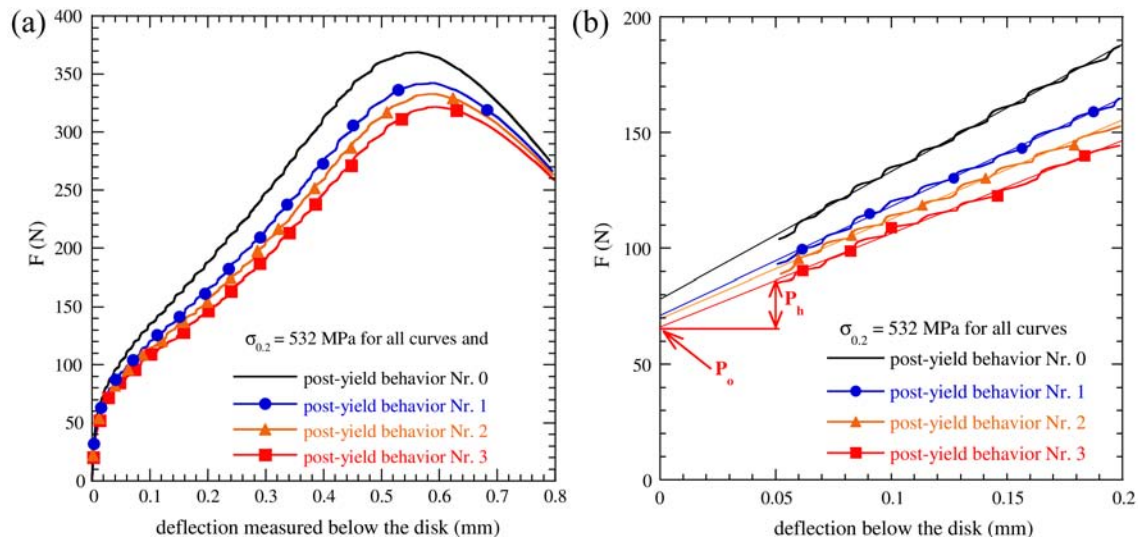 (a)
400
350
300
250
200
150
100
50
0
F (N)
σ0.2 = 532 MPa for all curves and
post-yield behavior Nr. 0
post-yield behavior Nr. 1
post-yield behavior Nr. 2
post-yield behavior Nr. 3
0 0.1 0.2 0.3 0.4 0.5 0.6 0.7 0.8
deflection measured below the disk (mm)
(b)
200
150
100
50
0
F (N)
Ph
Po
σ0.2 = 532 MPa for all curves
post-yield behavior Nr. 0
post-yield behavior Nr. 1
post-yield behavior Nr. 2
post-yield behavior Nr. 3
0 0.05 0.1 0.15 0.2
deflection below the disk (mm)